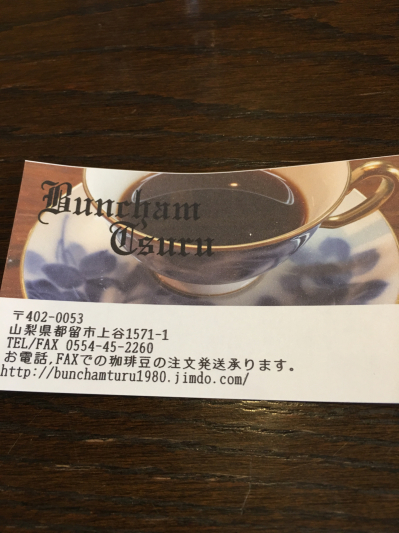 Buncham
Tsuru
〒402-0053
山梨県都留市上谷1571-1
TEL/FAX 0554-45-2260
お電話,FAXでの珈琲豆の注文発送承ります。
http://bunchamturu1980.jimdo.com/